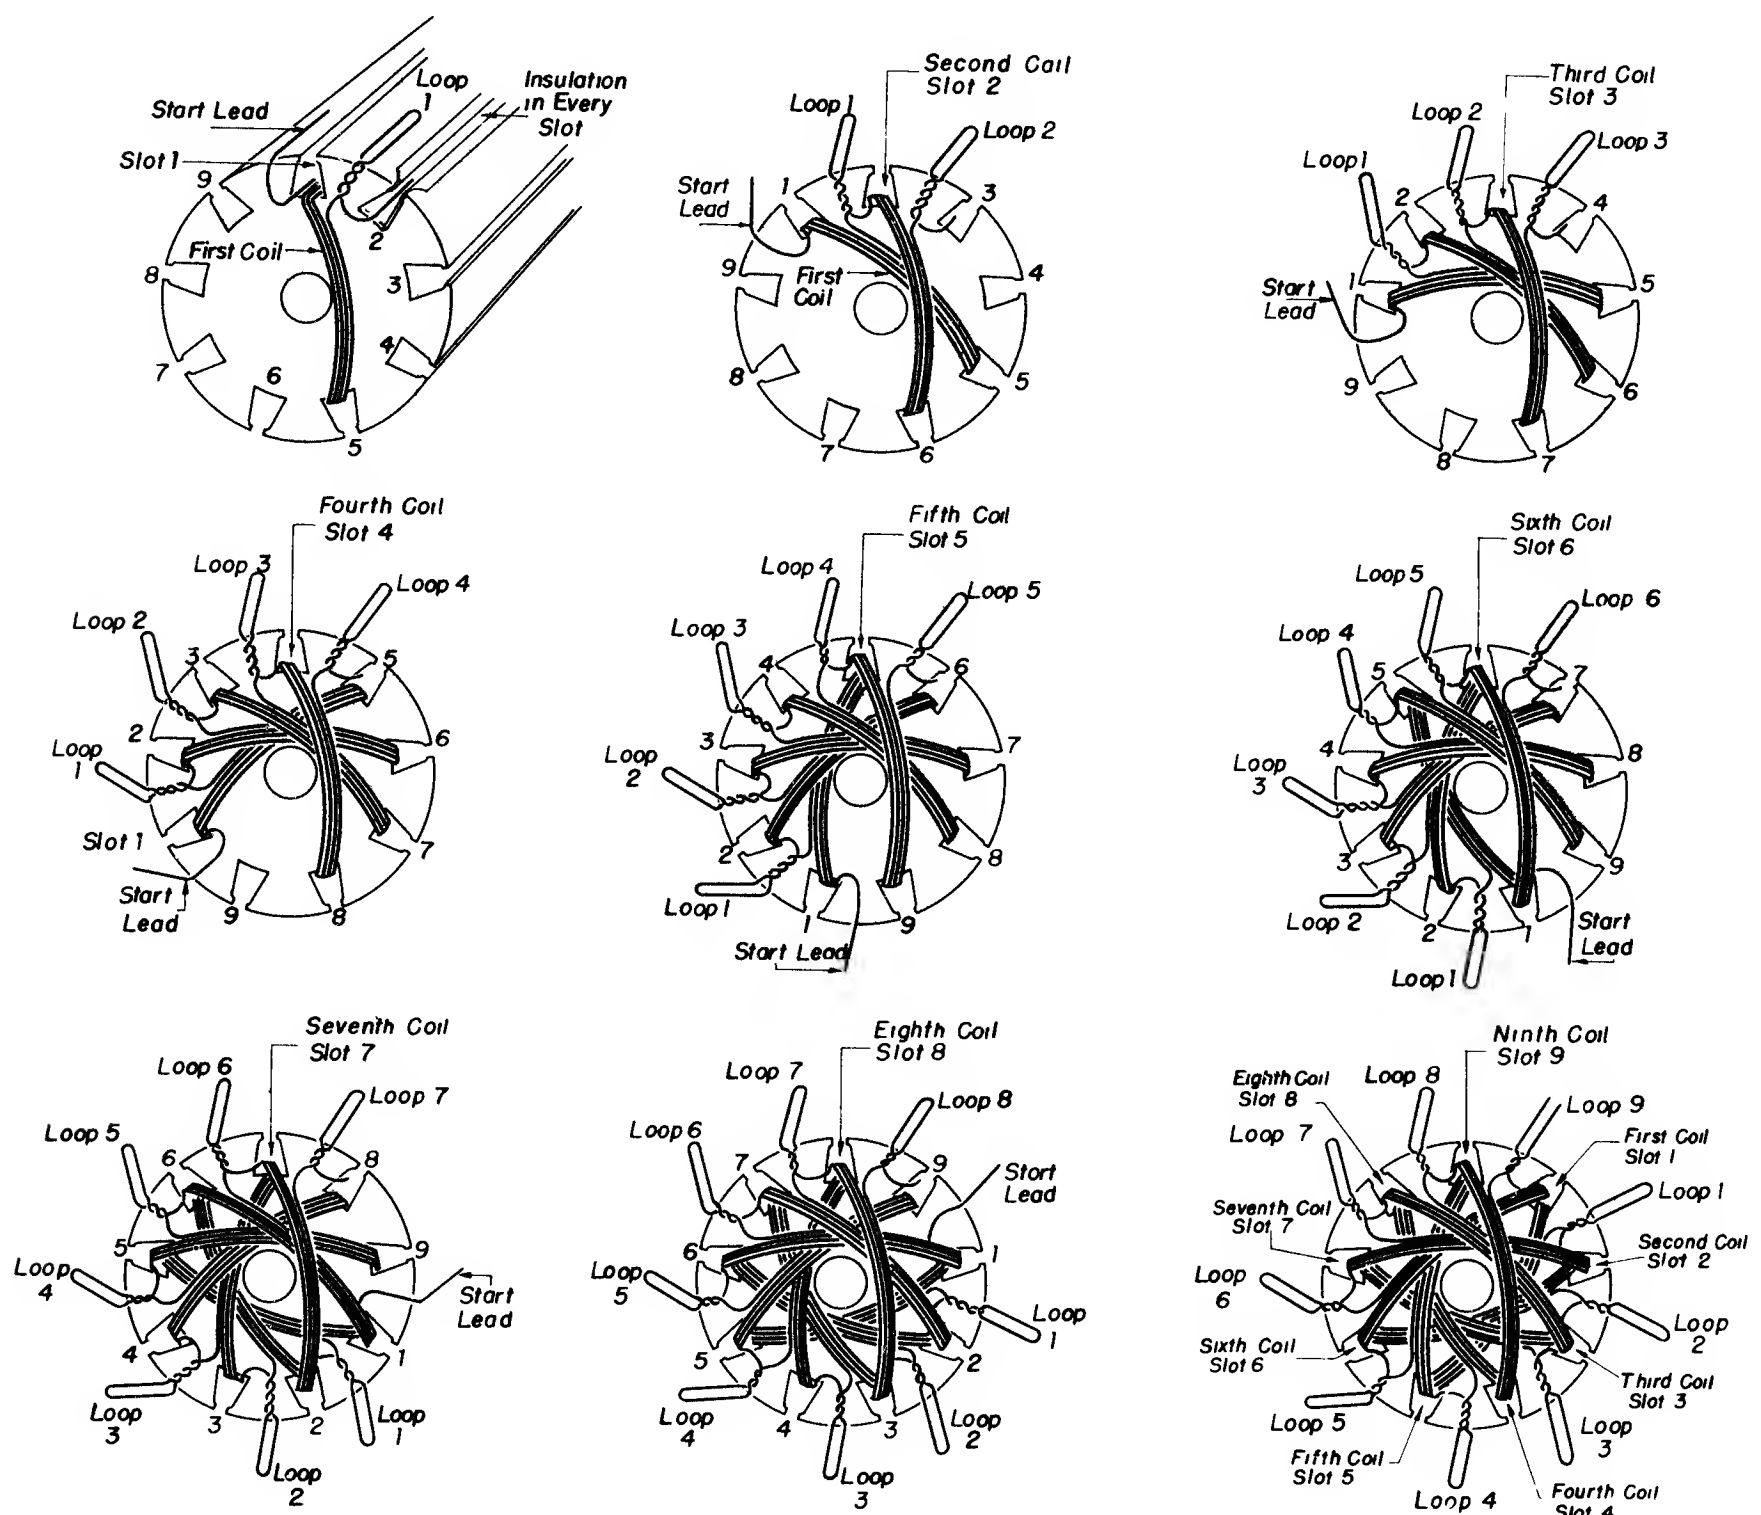 Start Lead
Loop
1
Insulation
in Every
Slot
Slot 1
9
First Coil
2
8
3
7
6
4
5
Second Cail
Slot 2
Loop 1
Loop 2
Start
Lead
1
3
9
First
Coil
4
8
5
7
6
Third Coil
Slot 3
Loop 2
Loop 3
Loop 1
2
4
1
5
Start
Lead
9
6
8
7
Fourth Coil
Slot 4
Loop 3
Loop 4
Loop 2
3
5
2
6
Loop
1
Slot 1
7
Start
Lead
9
8
Fifth Coil
Slot 5
Loop 4
Loop 5
Loop 3
4
6
3
7
Loop
2
2
8
Loop 1
1
9
Start Lead
Sixth Coil
Slot 6
Loop 5
Loop 6
Loop 4
5
7
4
8
Loop
3
3
9
Loop 2
2
1
Start
Lead
Loop 1
Seventh Coil
Slot 7
Loop 6
Loop 7
Loop 5
6
8
5
9
Loop
4
Start
Lead
4
1
Loop
3
3
2
Loop
1
Loop
2
Eighth Coil
Slot 8
Loop 7
Loop 8
Loop 6
7
9
Start
Lead
6
1
Loop
5
Loop
1
5
2
Loop
4
4
3
Loop
2
Loop
3
Ninth Coil
Slot 9
Eighth Coil
Slot 8
Loop 8
Loop 9
Loop 7
First Coil
Slot 1
Loop 1
Seventh Coil
Slot 7
Second Coil
Slot 2
Loop
6
Loop
2
Sixth Coil
Slot 6
Third Coil
Slot 3
Loop 5
Loop
3
Fifth Coil
Slot 5
Loop 4
Fourth Coil
Slot 4